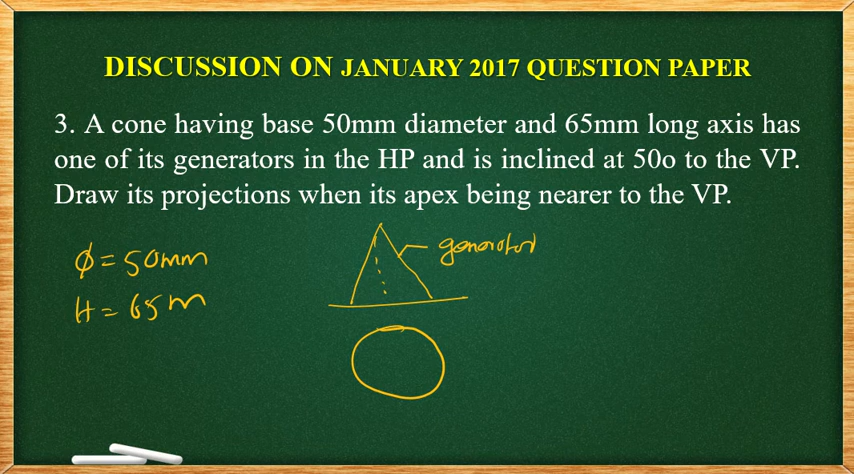 DISCUSSION ON JANUARY 2017 QUESTION PAPER
3. A cone having base 50mm diameter and 65mm long axis has
one of its generators in the HP and is inclined at 50o to the VP.
Draw its projections when its apex being nearer to the VP.
ϕ = 50mm
H = 65m
generator